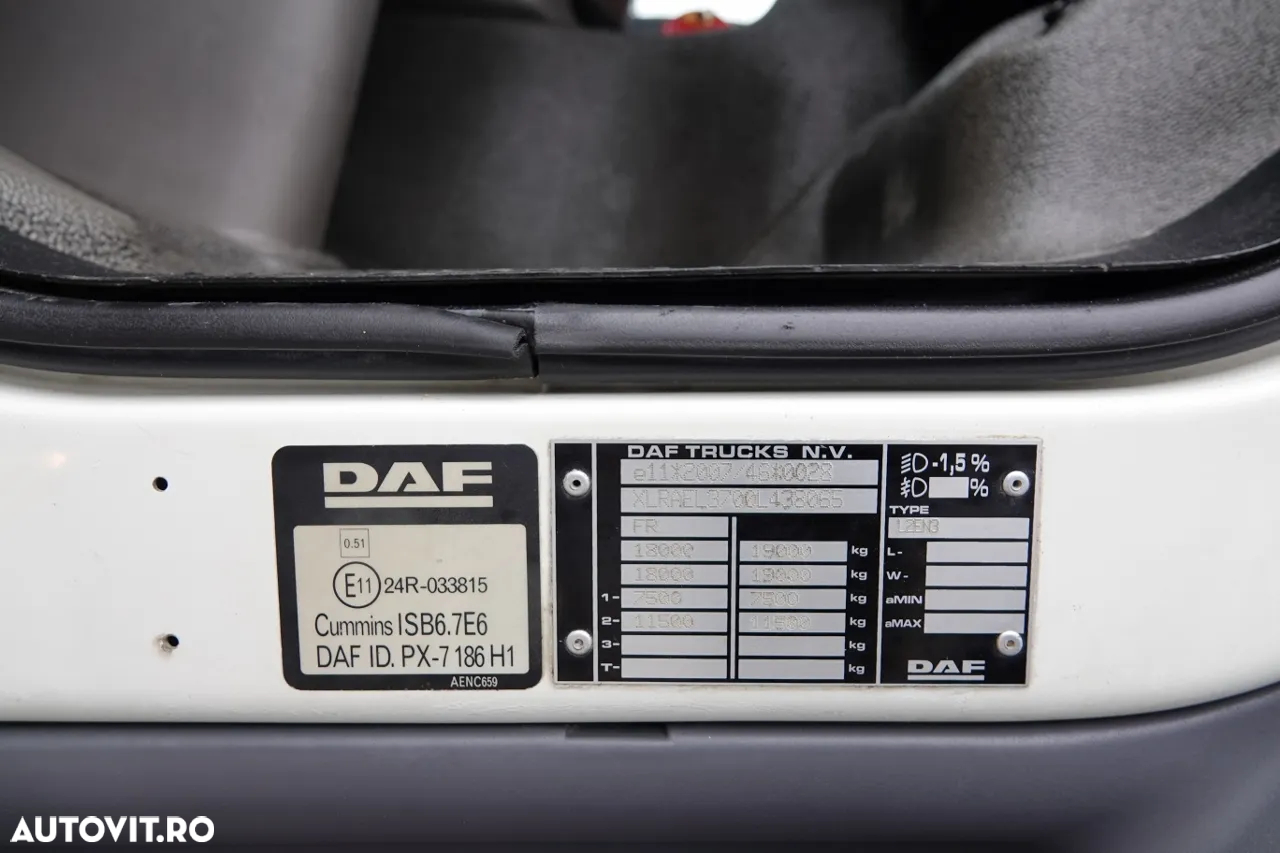 DAF
0.51
E11 24R-033815
Cummins ISB6.7E6
DAF ID. PX-7 186 H1
AENC659
DAF TRUCKS N.V.
e11*2007/46*0028
XLRAEL3700L438065
FR
18000 19000 kg
18000 19000 kg
1- 7500 7500 kg
2- 11500 11500 kg
3- kg
T- kg
-1,5 %
%
TYPE
L2EN3
L-
W-
aMIN
aMAX
DAF
AUTOVIT.RO